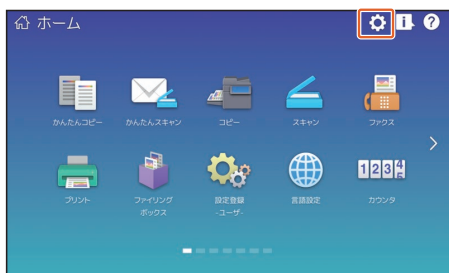 ホーム
i
?
かんたんコピー
かんたんスキャン
コピー
スキャン
ファクス
1234
5
プリント
ファイリング
ボックス
設定登録
-ユーザ-
言語設定
カウンタ